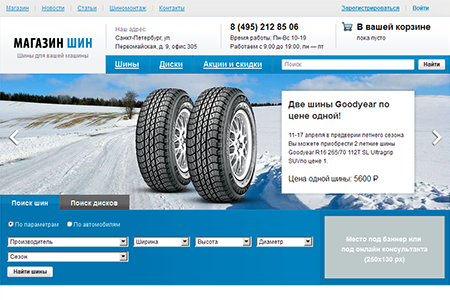 Магазин Новости Статьи Шиномонтаж Контакты
Зарегистрироваться Войти
МАГАЗИН ШИН
Шины для вашей машины
Наш адрес:
Санкт-Петербург, ул.
Первомайская, д. 9, офис 305
8 (495) 212 85 06
Время работы: Пн-Вс 10-19
Работаем с 9.00 до 19.00, пн — пт
В вашей корзине
пока пусто
Шины Диски Акции и скидки
Поиск
Найти
Две шины Goodyear по
цене одной!
11-17 апреля в предверии летнего сезона
Вы можете приобрести 2 летние шины
Goodyear R16 265/70 112T SL Ultragrip
SUV по цене 1.
Цена одной шины: 5600 Р
Поиск шин Поиск дисков
По параметрам По автомобилям
Производитель Ширина Высота Диаметр
Сезон
Найти шины
Место под баннер или
под онлайн консультанта
(250x130 px)